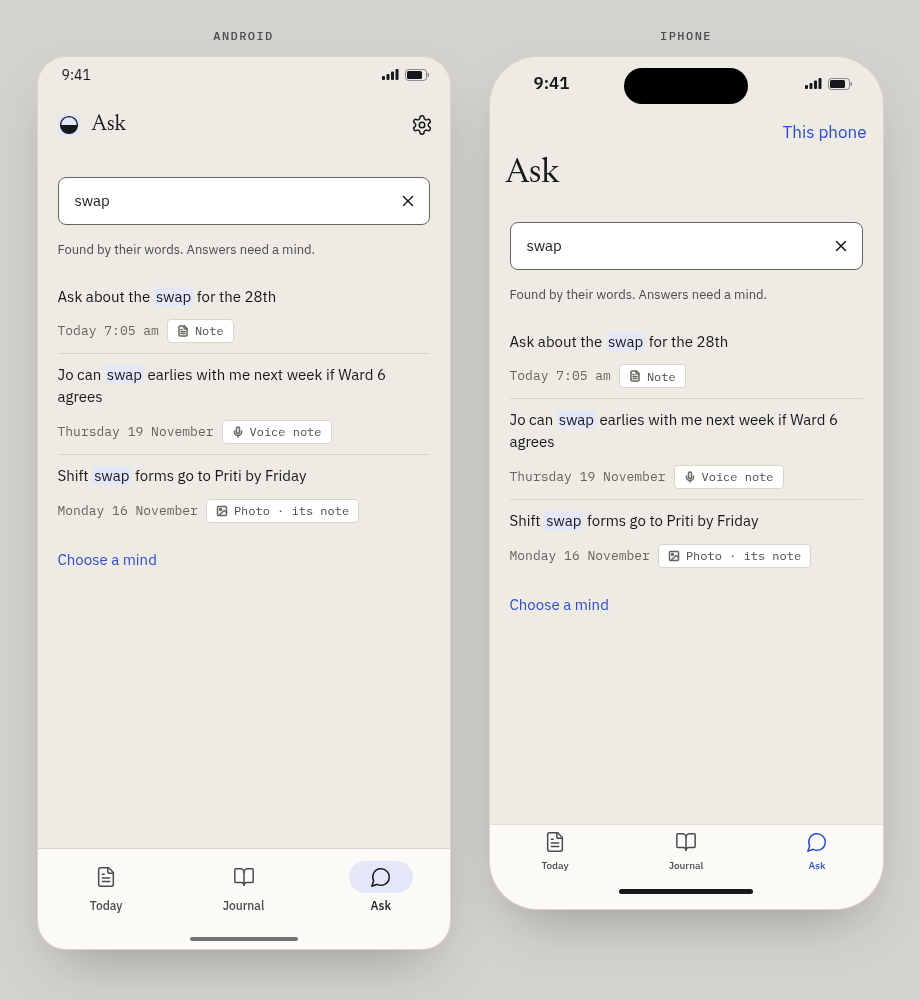 ANDROID
9:41
Ask
swap
Found by their words. Answers need a mind.
Ask about the swap for the 28th
Today 7:05 am Note
Jo can swap earlies with me next week if Ward 6
agrees
Thursday 19 November Voice note
Shift swap forms go to Priti by Friday
Monday 16 November Photo · its note
Choose a mind
Today Journal Ask
IPHONE
9:41
This phone
Ask
swap
Found by their words. Answers need a mind.
Ask about the swap for the 28th
Today 7:05 am Note
Jo can swap earlies with me next week if Ward 6
agrees
Thursday 19 November Voice note
Shift swap forms go to Priti by Friday
Monday 16 November Photo · its note
Choose a mind
Today Journal Ask